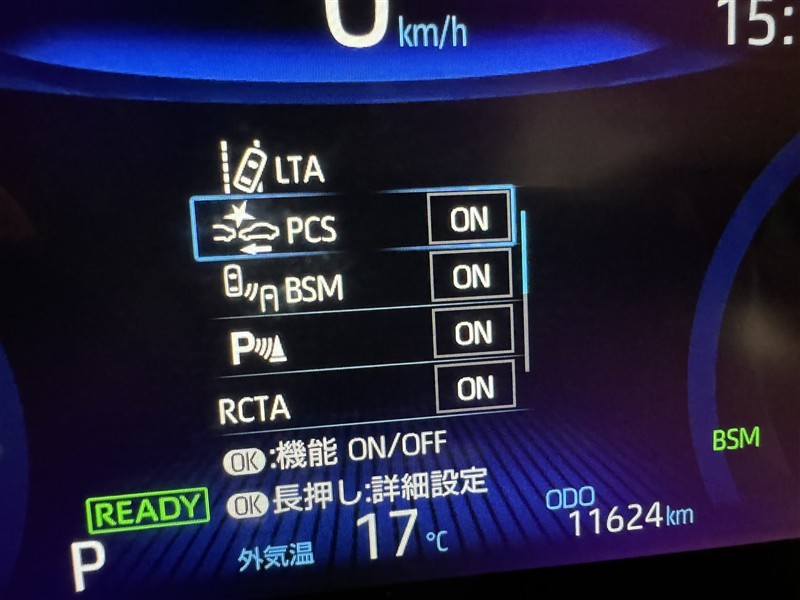 0 km/h
15:
LTA
PCS ON
BSM ON
P ON
RCTA ON
OK:機能 ON/OFF
OK長押し:詳細設定
BSM
READY
ODO
11624km
P
外気温 17℃